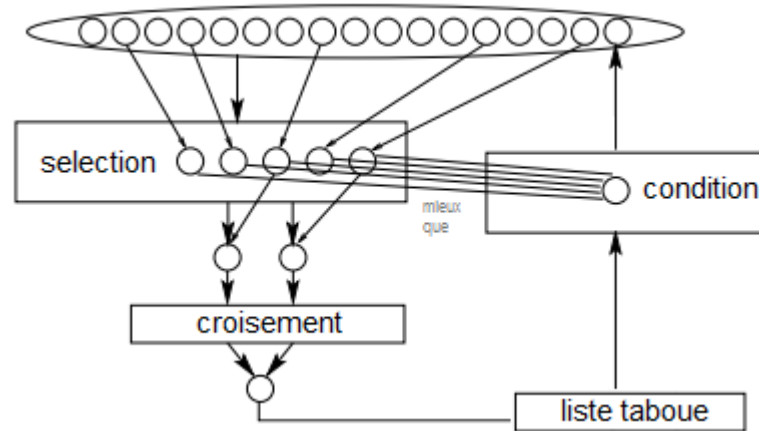 selection
condition
mieux
que
croisement
liste taboue